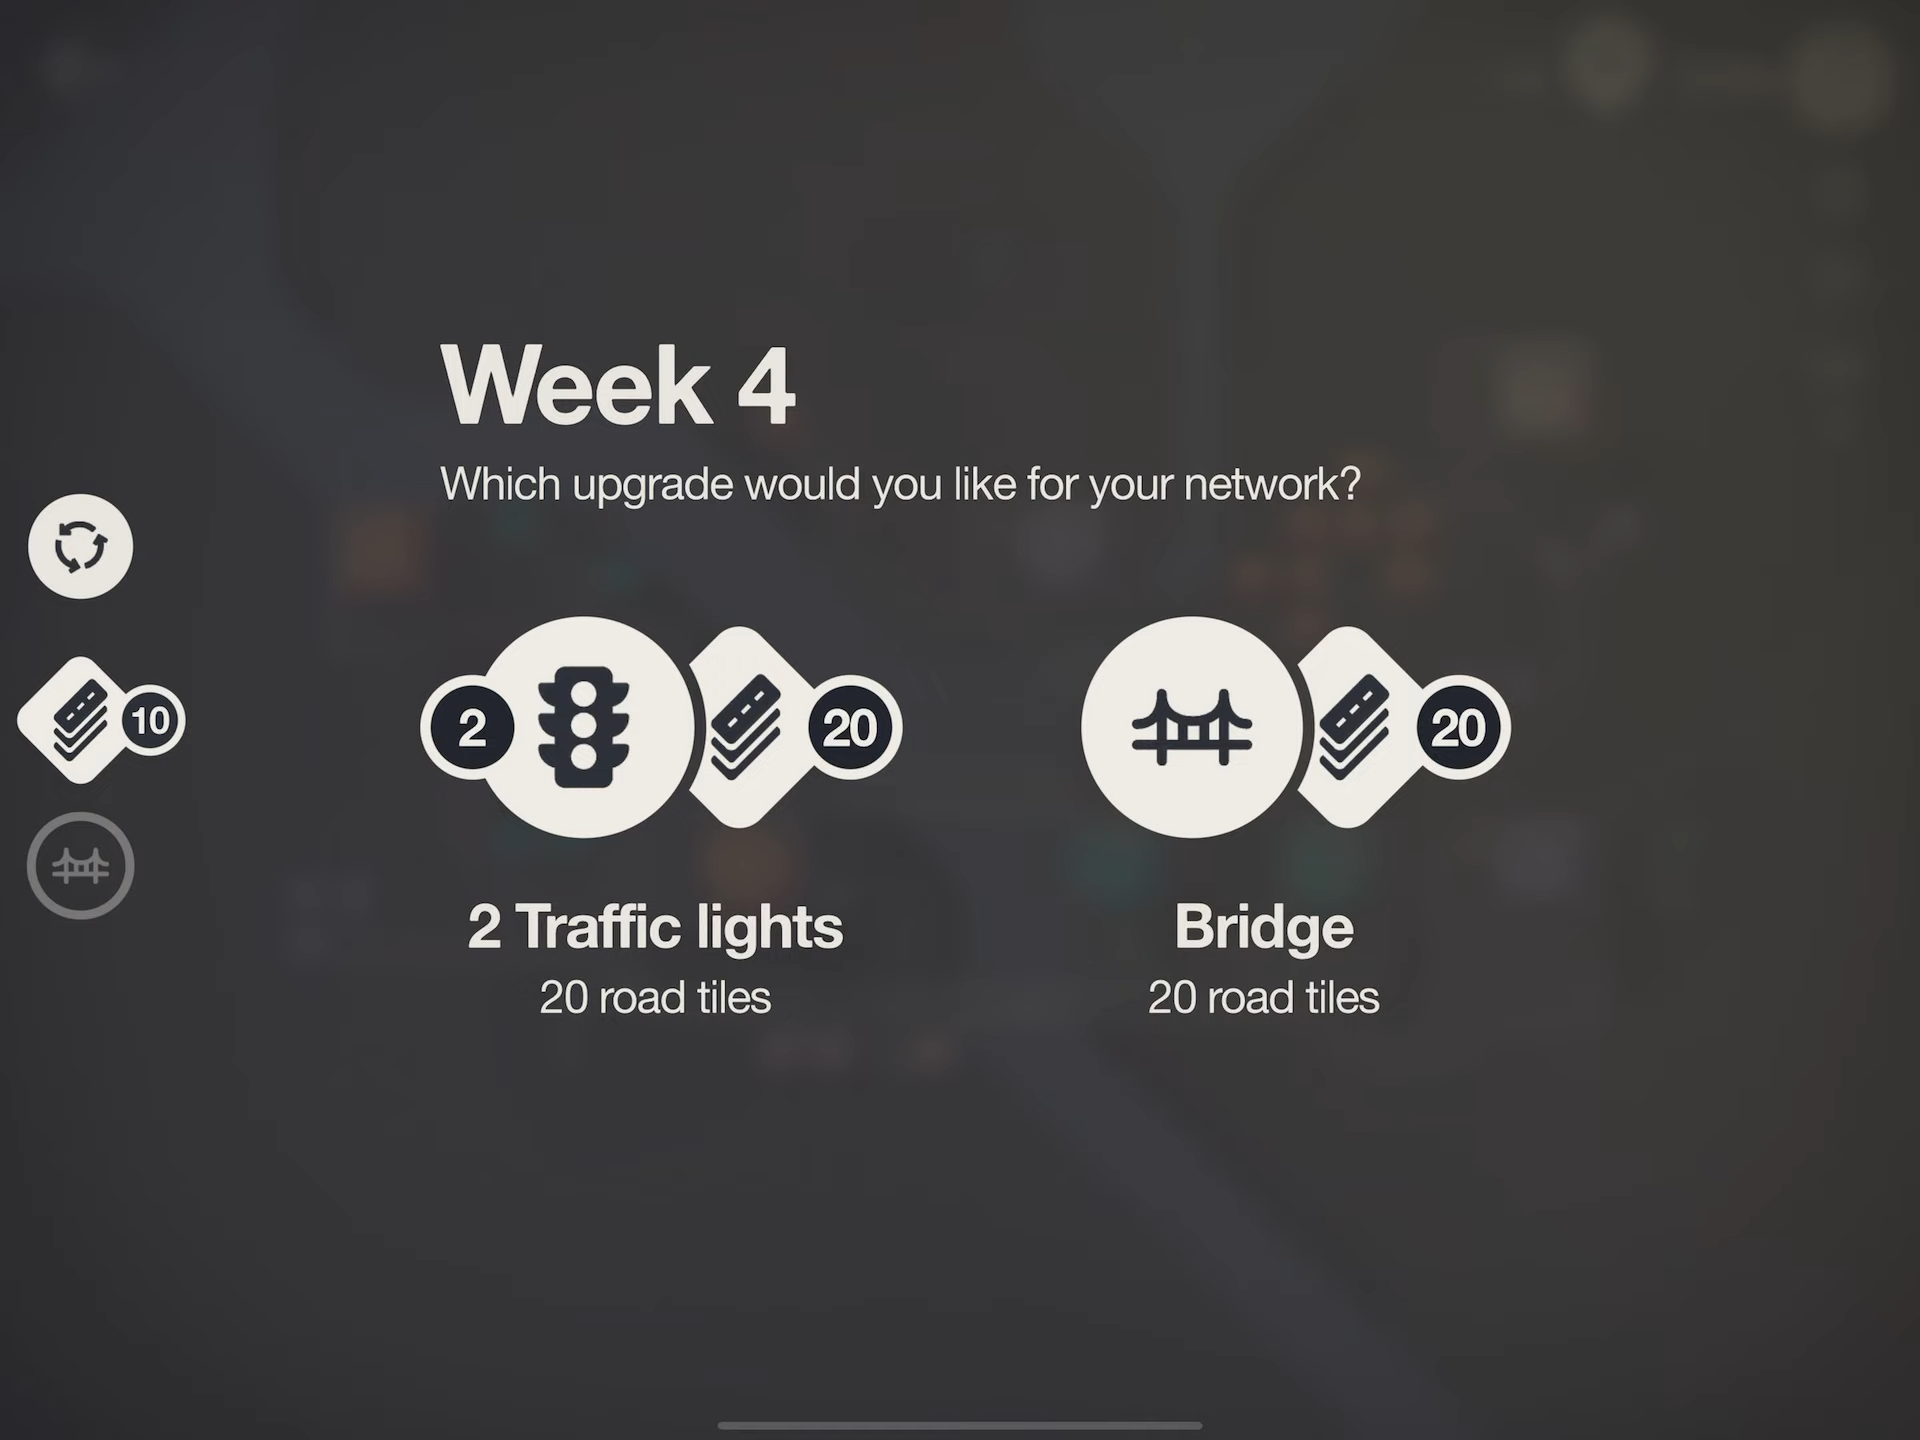 Week 4
Which upgrade would you like for your network?
10
2
20
20
2 Traffic lights
Bridge
20 road tiles
20 road tiles